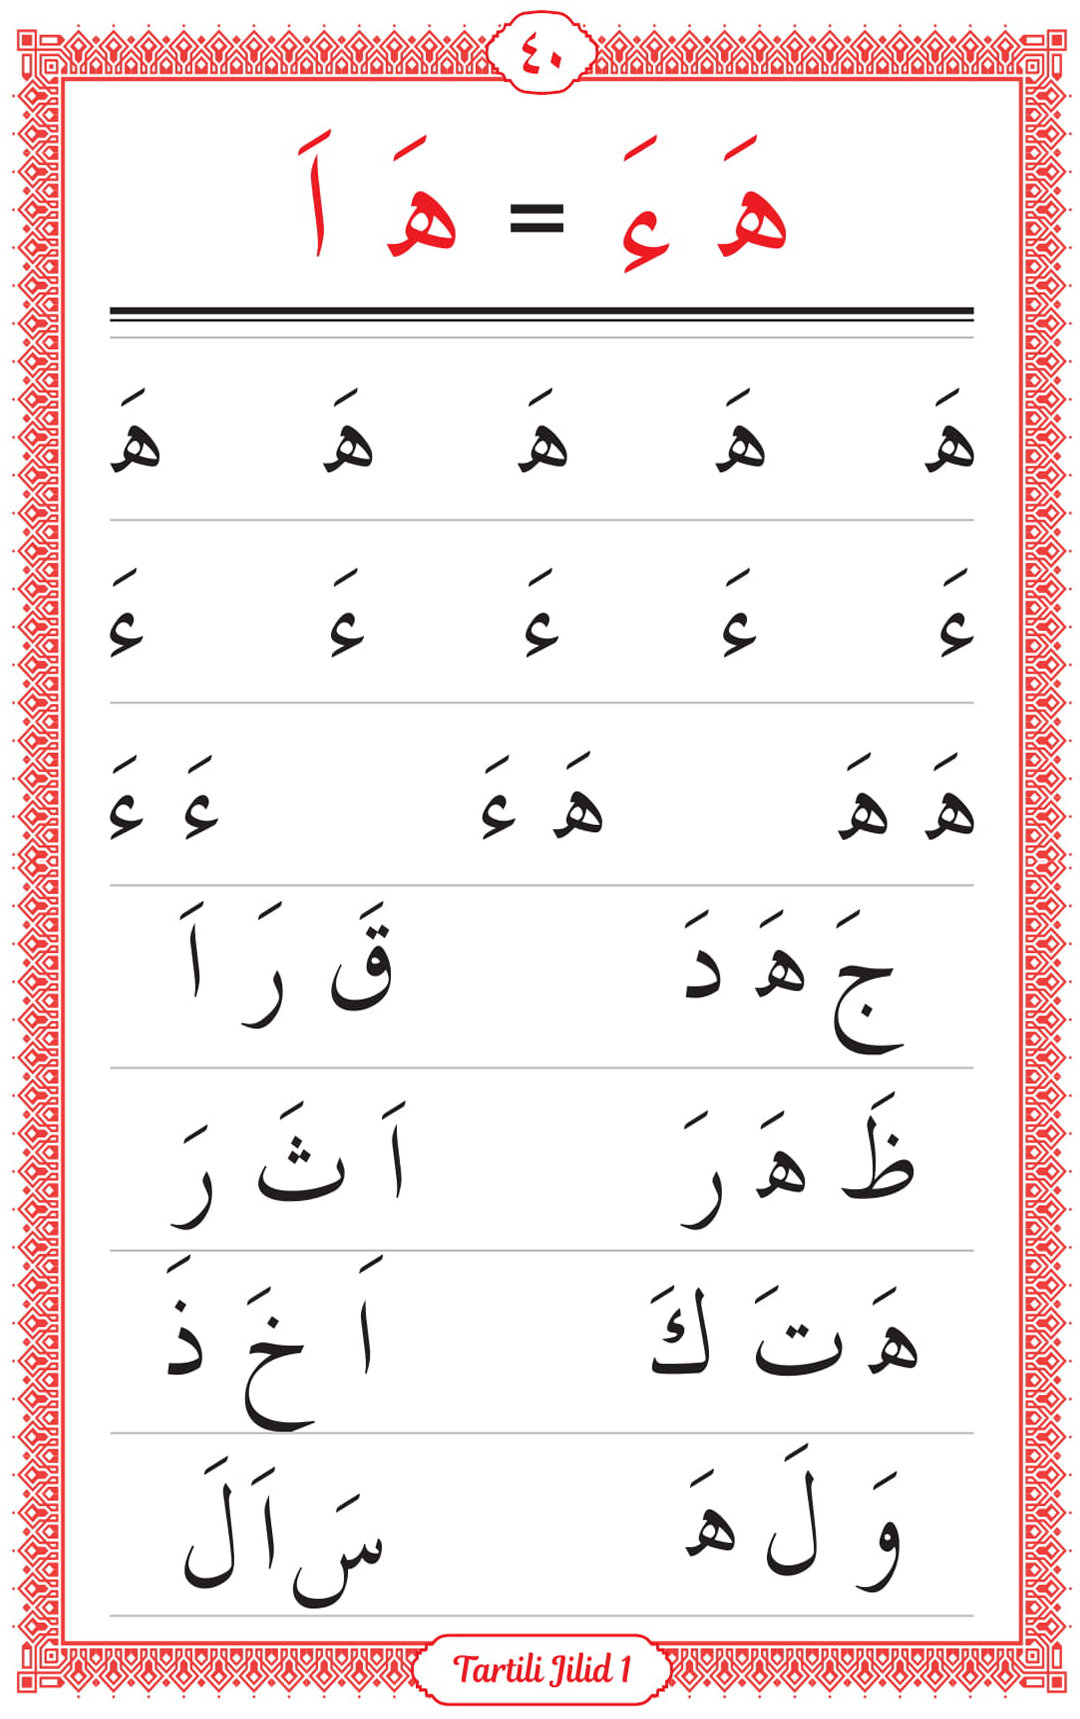 ٤٠
هَ ءَ = هَ اَ
هَ هَ هَ هَ هَ
ءَ ءَ ءَ ءَ ءَ
هَ هَ هَ ءَ ءَ ءَ
جَ هَ دَ قَ رَ اَ
ظَ هَ رَ اَ ثَ رَ
هَ تَ كَ اَ خَ ذَ
وَ لَ هَ سَ اَ لَ
Tartili Jilid 1